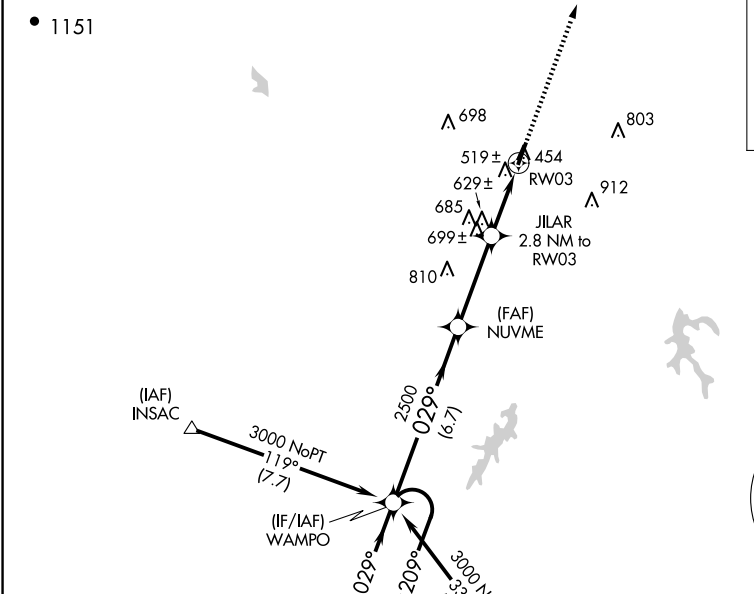 1151
698
803
519±
454
RW03
629±
912
685
JILAR
2.8 NM to
RW03
699±
810
(FAF)
NUVME
(IAF)
INSAC
2500
029°
(6.7)
3000 NoPT
119°
(7.7)
(IF/IAF)
WAMPO
029°
209°
3000 N